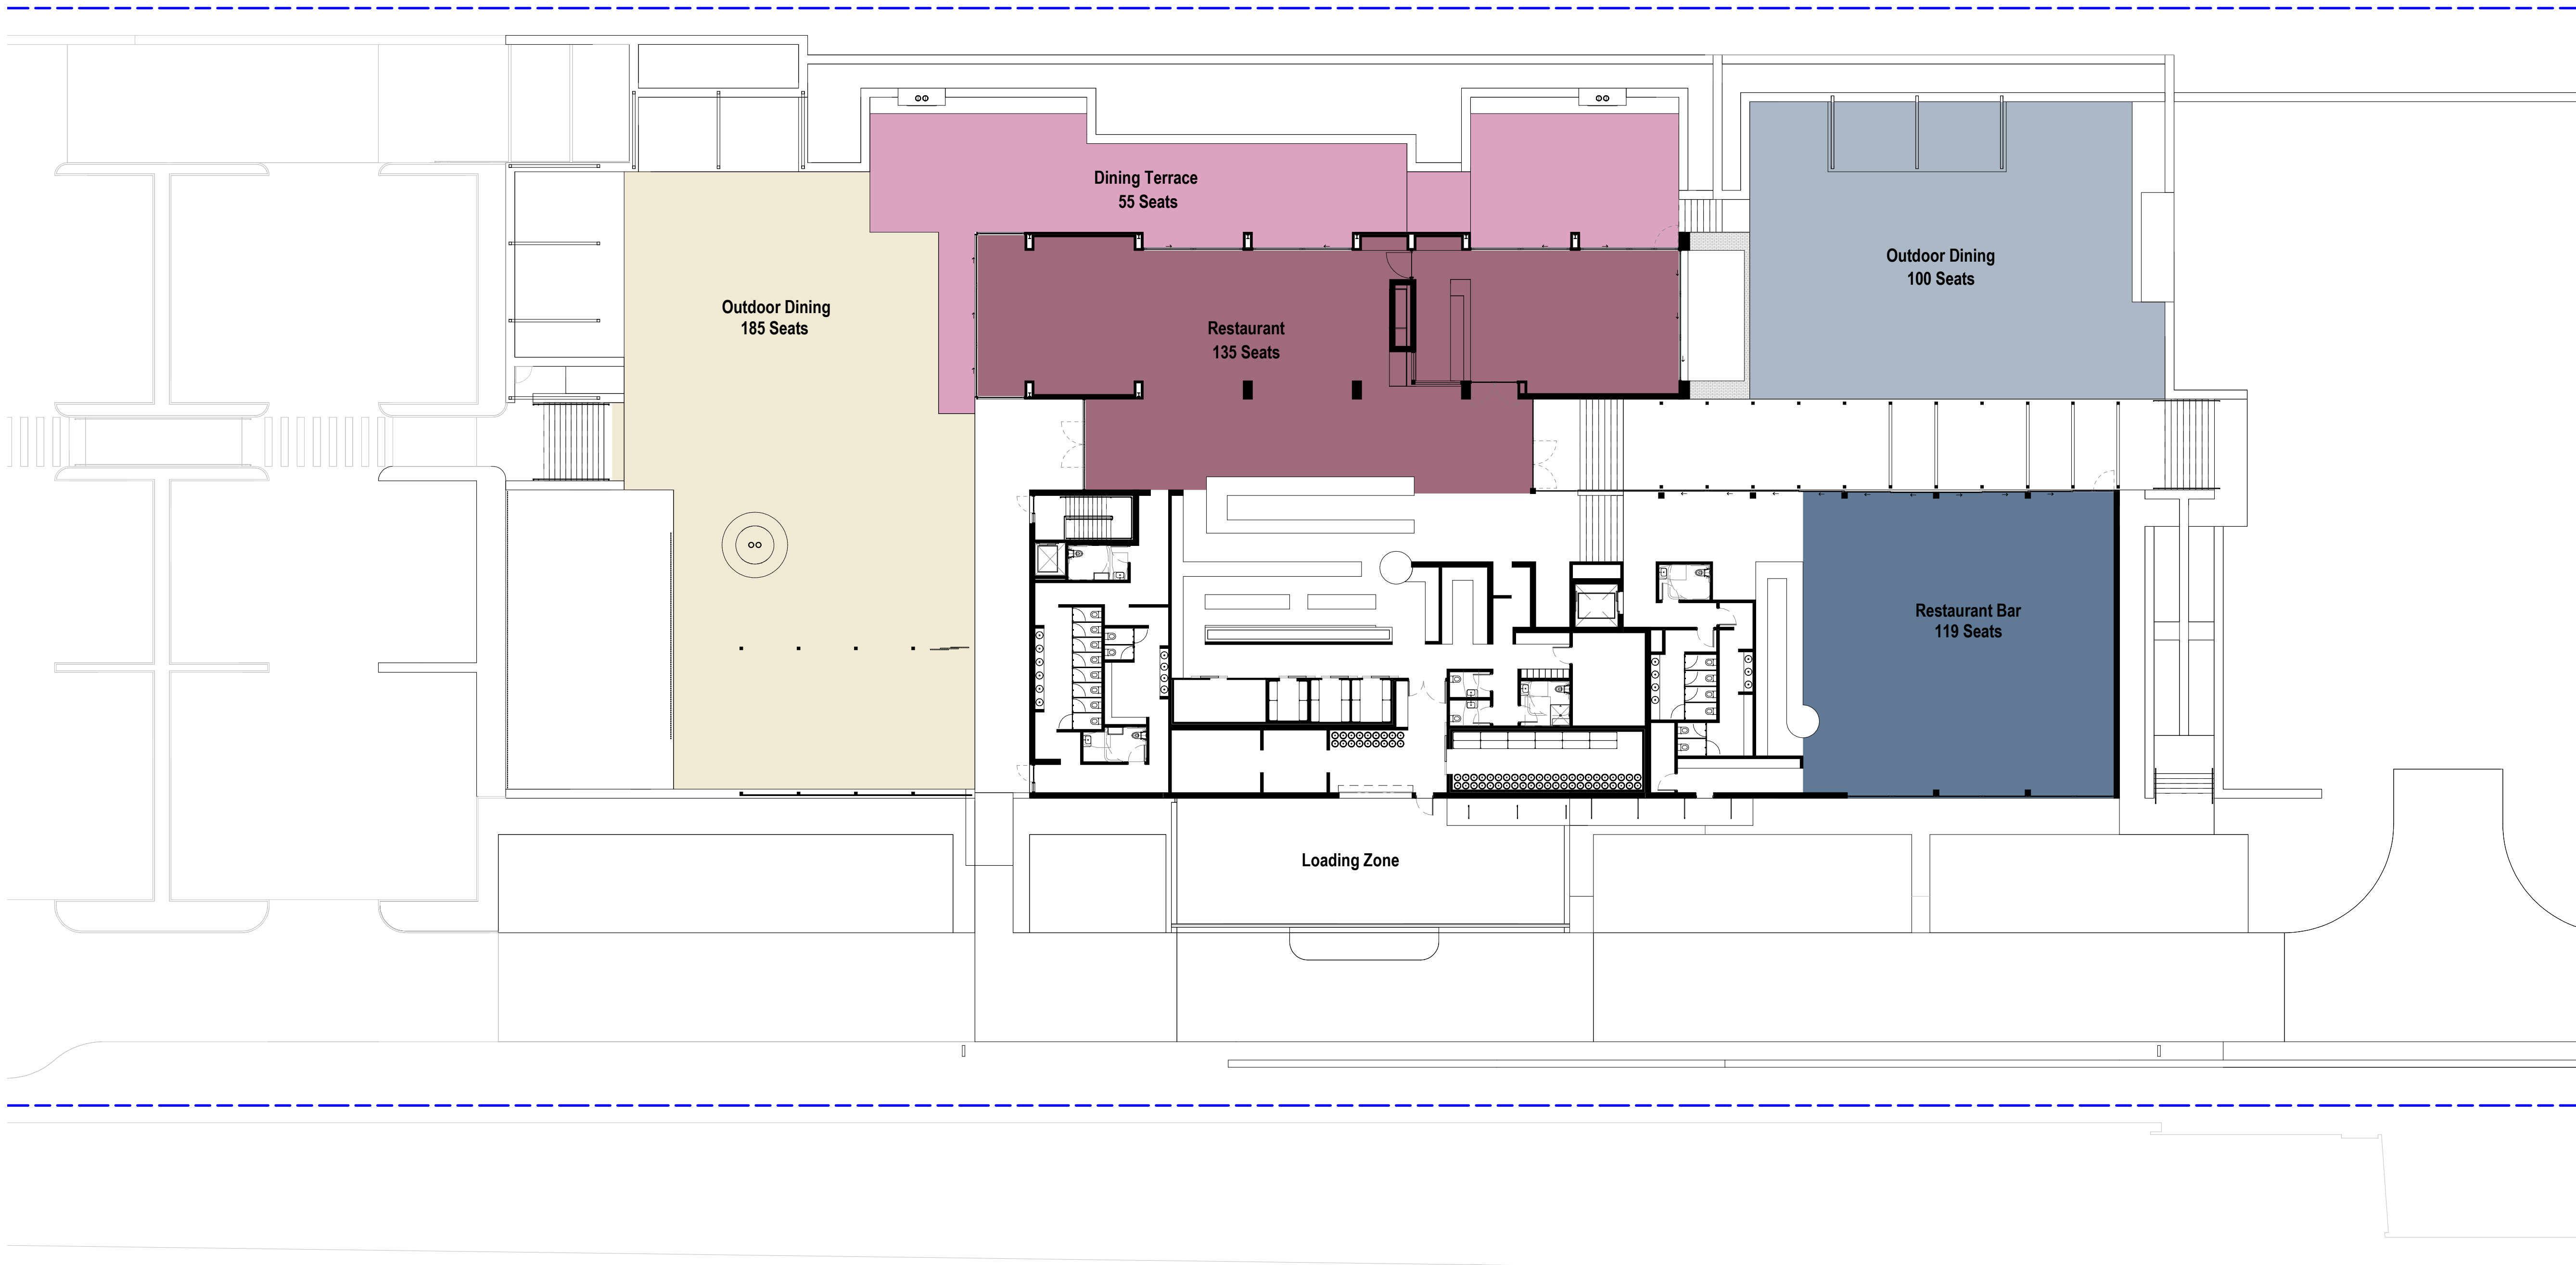 Dining Terrace
55 Seats
Outdoor Dining
100 Seats
Outdoor Dining
185 Seats
Restaurant
135 Seats
Restaurant Bar
119 Seats
Loading Zone